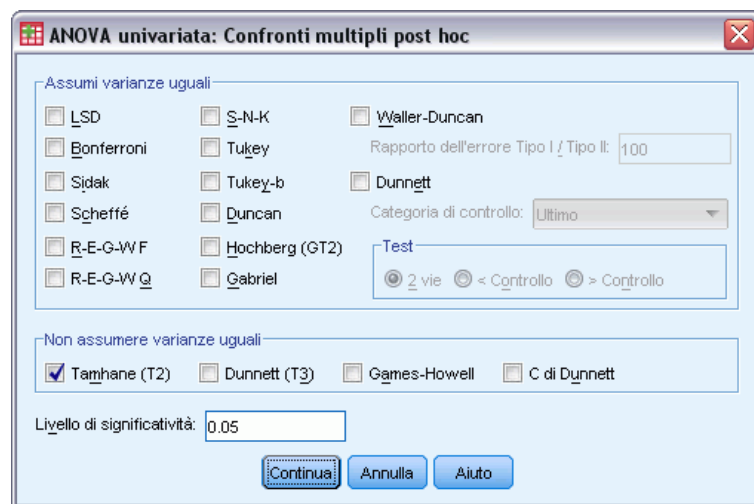 ANOVA univariata: Confronti multipli post hoc
Assumi varianze uguali
LSD S-N-K Waller-Duncan
Bonferroni Tukey Rapporto dell'errore Tipo I / Tipo II: 100
Sidak Tukey-b Dunnett
Scheffé Duncan Categoria di controllo: Ultimo
R-E-G-W F Hochberg (GT2) Test
R-E-G-W Q Gabriel 2 vie < Controllo > Controllo
Non assumere varianze uguali
Tamhane (T2) Dunnett (T3) Games-Howell C di Dunnett
Livello di significatività: 0.05
Continua Annulla Aiuto